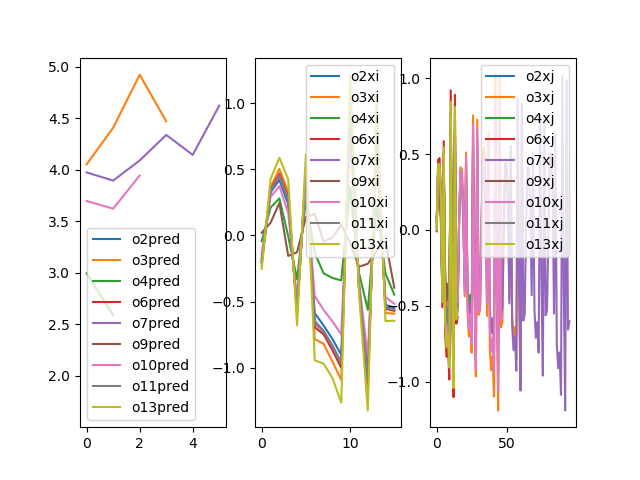 5.0
4.5
4.0
3.5
3.0
2.5
2.0
0
2
4
o2pred
o3pred
o4pred
o6pred
o7pred
o9pred
o10pred
o11pred
o13pred
1.0
0.5
0.0
−0.5
−1.0
0
10
o2xi
o3xi
o4xi
o6xi
o7xi
o9xi
o10xi
o11xi
o13xi
1.0
0.5
0.0
−0.5
−1.0
0
50
o2xj
o3xj
o4xj
o6xj
o7xj
o9xj
o10xj
o11xj
o13xj